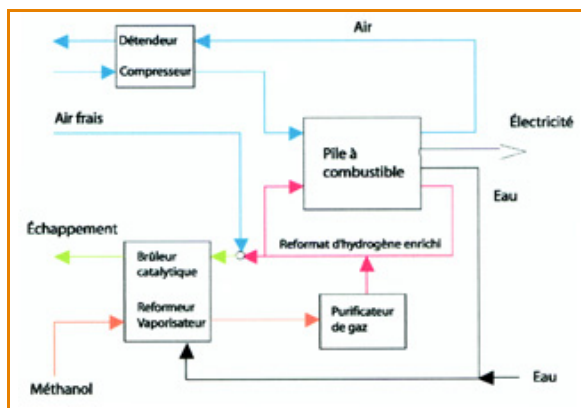 Air
Détendeur
Compresseur
Air frais
Électricité
Pile à
combustible
Eau
Échappement
Reformat d'hydrogène enrichi
Brûleur
catalytique
Reformeur
Vaporisateur
Purificateur
de gaz
Méthanol
Eau